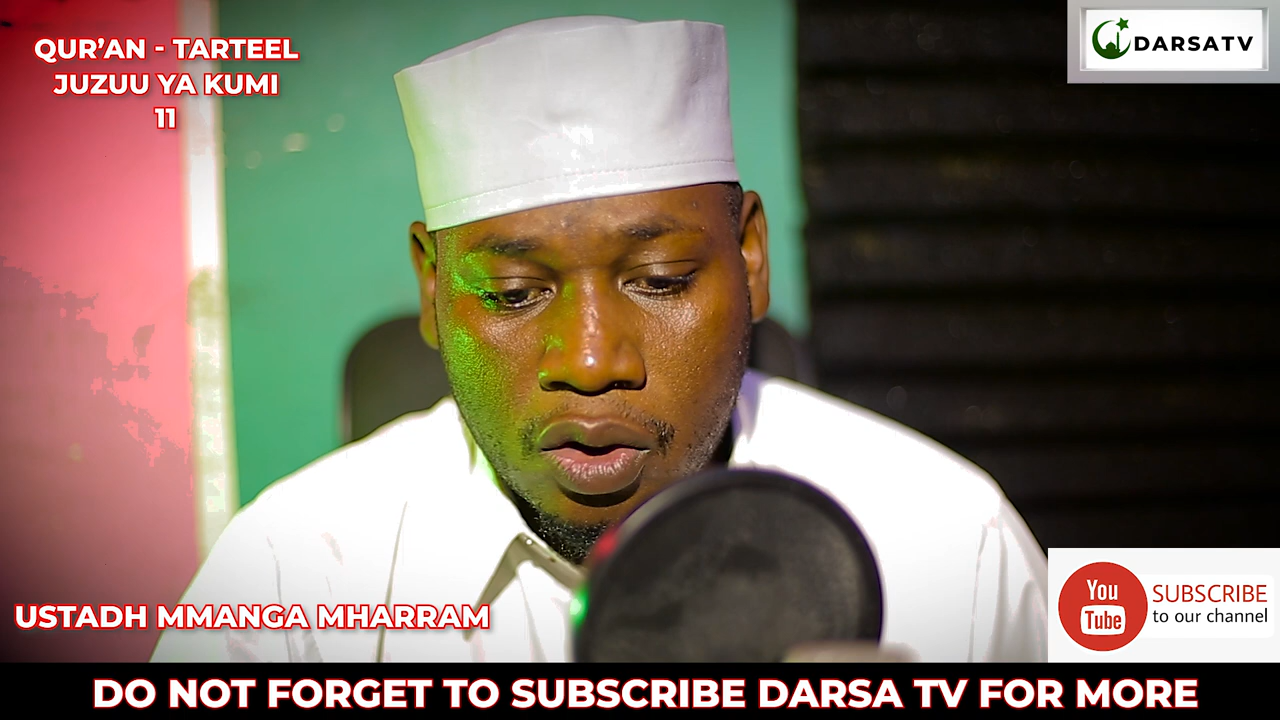 QUR’AN - TARTEEL
JUZUU YA KUMI
11
DARSATV
USTADH MMANGA MHARRAM
You
Tube
SUBSCRIBE
to our channel
DO NOT FORGET TO SUBSCRIBE DARSA TV FOR MORE